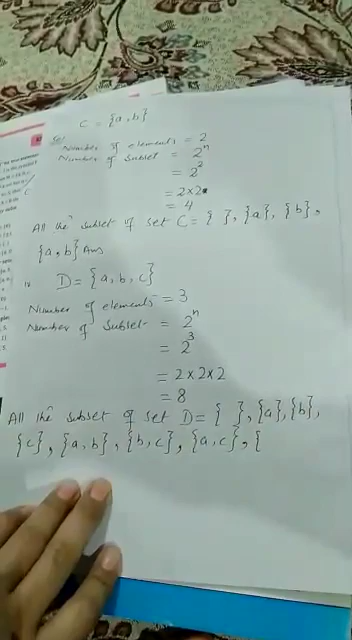 C = {a, b}
Sol
Number of elements = 2
Number of Subset = 2ⁿ
= 2²
= 2×2
= 4
All the subset of set C = { }, {a}, {b},
{a, b} Ans
D = {a, b, c}
Number of elements = 3
Number of Subset = 2ⁿ
= 2³
= 2×2×2
= 8
All the subset of set D = { }, {a}, {b},
{c}, {a, b}, {b, c}, {a, c}, {